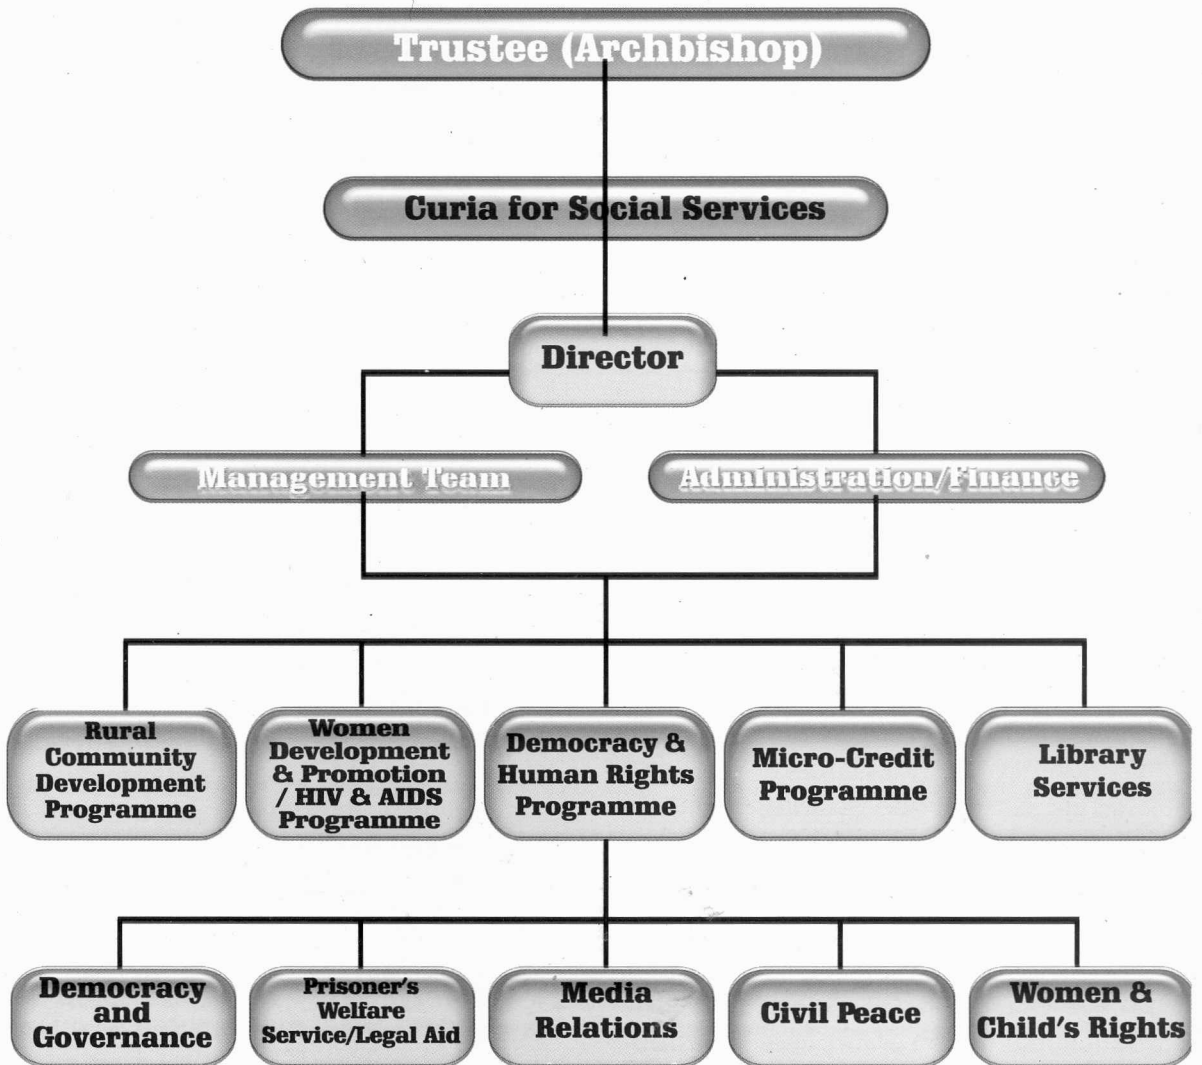 Trustee (Archbishop)
Curia for Social Services
Director
Management Team
Administration/Finance
Rural
Community
Development
Programme
Women
Development
& Promotion
/ HIV & AIDS
Programme
Democracy &
Human Rights
Programme
Micro-Credit
Programme
Library
Services
Democracy
and
Governance
Prisoner's
Welfare
Service/Legal Aid
Media
Relations
Civil Peace
Women &
Child's Rights